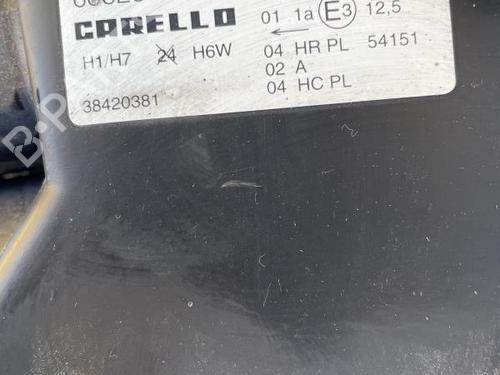 CARELLO 01 1a E3 12,5
H1/H7 24 H6W 04 HR PL 54151
02 A
04 HC PL
38420381